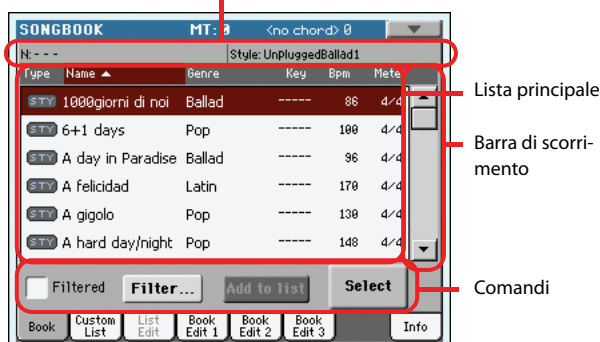 SONGBOOK MT: 0 <no chord> 0
N: - - - Style: UnpluggedBallad1
Type Name Genre Key Bpm Meter
STY 1000giorni di noi Ballad ----- 86 4/4
STY 6+1 days Pop ----- 100 4/4
STY A day in Paradise Ballad ----- 96 4/4
STY A felicidad Latin ----- 170 4/4
STY A gigolo Pop ----- 130 4/4
STY A hard day/night Pop ----- 148 4/4
Filtered Filter... Add to list Select
Book Custom List List Edit Book Edit 1 Book Edit 2 Book Edit 3 Info
Lista principale
Barra di scorri-
mento
Comandi